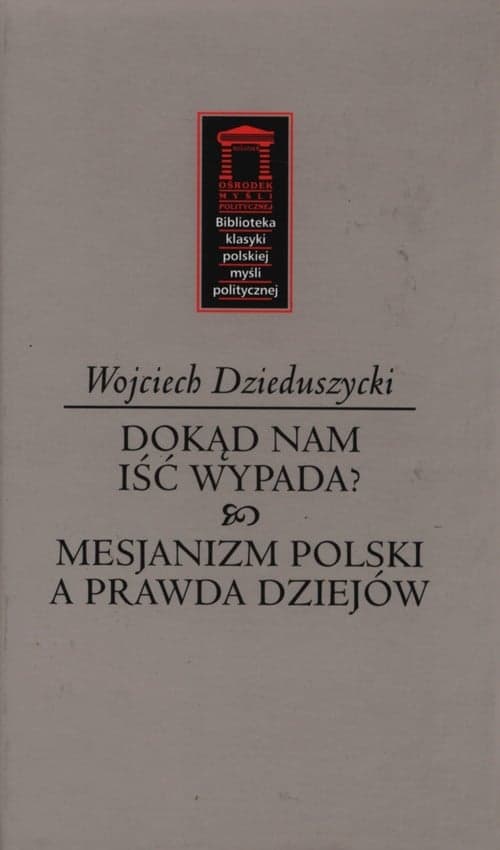 OŚRODEK
MYŚLI
POLITYCZNEJ
Biblioteka
klasyki
polskiej
myśli
politycznej
Wojciech Dzieduszycki
DOKĄD NAM
IŚĆ WYPADA?
MESJANIZM POLSKI
A PRAWDA DZIEJÓW